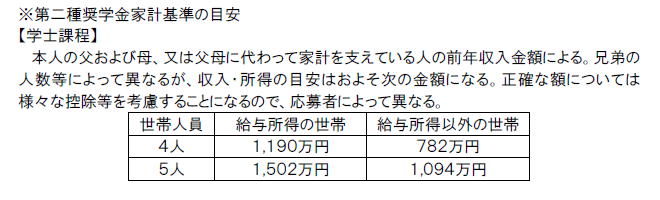 ※第二種奨学金家計基準の目安
【学士課程】
本人の父および母、又は父母に代わって家計を支えている人の前年収入金額による。兄弟の
人数等によって異なるが、収入・所得の目安はおよそ次の金額になる。正確な額については
様々な控除等を考慮することになるので、応募者によって異なる。
世帯人員 給与所得の世帯 給与所得以外の世帯
4人 1,190万円 782万円
5人 1,502万円 1,094万円